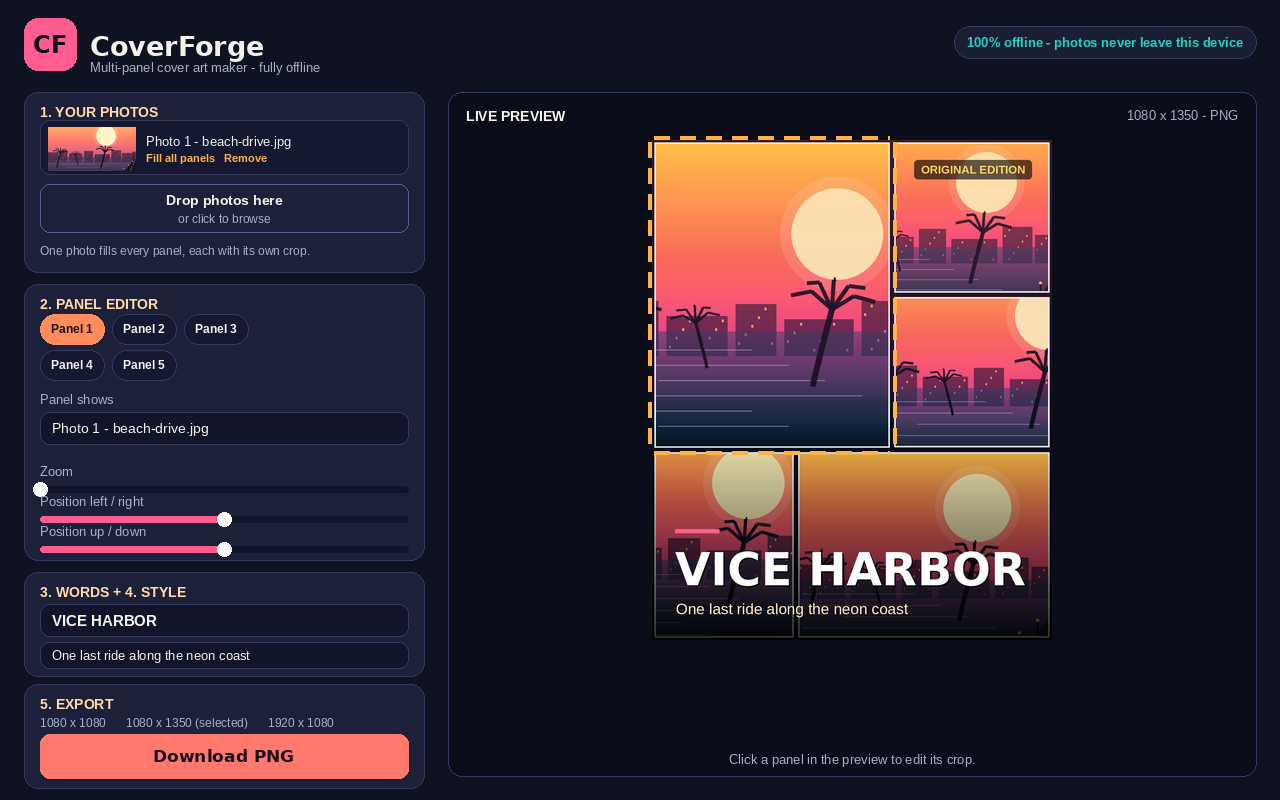 CF
CoverForge
Multi-panel cover art maker - fully offline
100% offline - photos never leave this device
1. YOUR PHOTOS
Photo 1 - beach-drive.jpg
Fill all panels Remove
Drop photos here
or click to browse
One photo fills every panel, each with its own crop.
2. PANEL EDITOR
Panel 1 Panel 2 Panel 3
Panel 4 Panel 5
Panel shows
Photo 1 - beach-drive.jpg
Zoom
Position left / right
Position up / down
3. WORDS + 4. STYLE
VICE HARBOR
One last ride along the neon coast
5. EXPORT
1080 x 1080 1080 x 1350 (selected) 1920 x 1080
Download PNG
LIVE PREVIEW
1080 x 1350 - PNG
ORIGINAL EDITION
VICE HARBOR
One last ride along the neon coast
Click a panel in the preview to edit its crop.